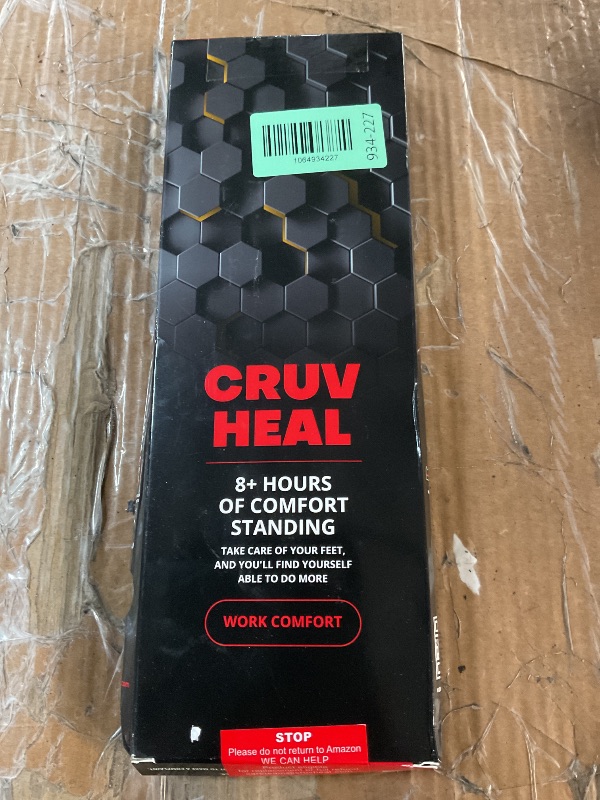 1064934227
934-227
CRUV
HEAL
8+ HOURS
OF COMFORT
STANDING
TAKE CARE OF YOUR FEET,
AND YOU'LL FIND YOURSELF
ABLE TO DO MORE
WORK COMFORT
STOP
Please do not return to Amazon
WE CAN HELP